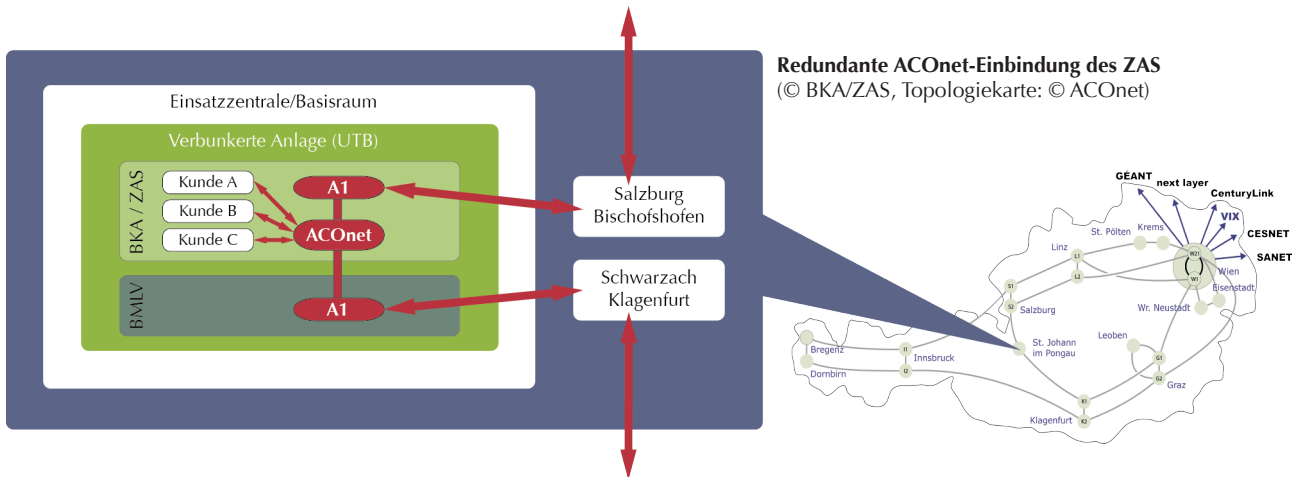 Redundante ACOnet-Einbindung des ZAS
(© BKA/ZAS, Topologiekarte: © ACOnet)
Einsatzzentrale/Basisraum
Verbunkerte Anlage (UTB)
BKA / ZAS
Kunde A
Kunde B
Kunde C
A1
ACOnet
BMLV
A1
Salzburg
Bischofshofen
Schwarzach
Klagenfurt
GÉANT
next layer
CenturyLink
VIX
CESNET
SANET
St. Pölten
Krems
Linz
L1
L2
W21
W1
Wien
Eisenstadt
Wr. Neustadt
S1
S2
Salzburg
St. Johann
im Pongau
Leoben
Bregenz
Dornbirn
I1
I2
Innsbruck
G1
G2
Graz
K1
K2
Klagenfurt